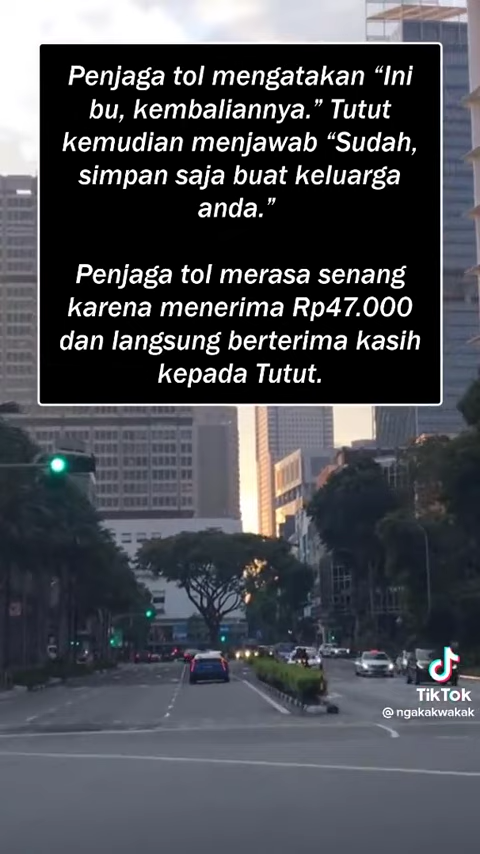 Penjaga tol mengatakan “Ini
bu, kembaliannya.” Tutut
kemudian menjawab “Sudah,
simpan saja buat keluarga
anda.”
Penjaga tol merasa senang
karena menerima Rp47.000
dan langsung berterima kasih
kepada Tutut.
TikTok
@ngakakwakak